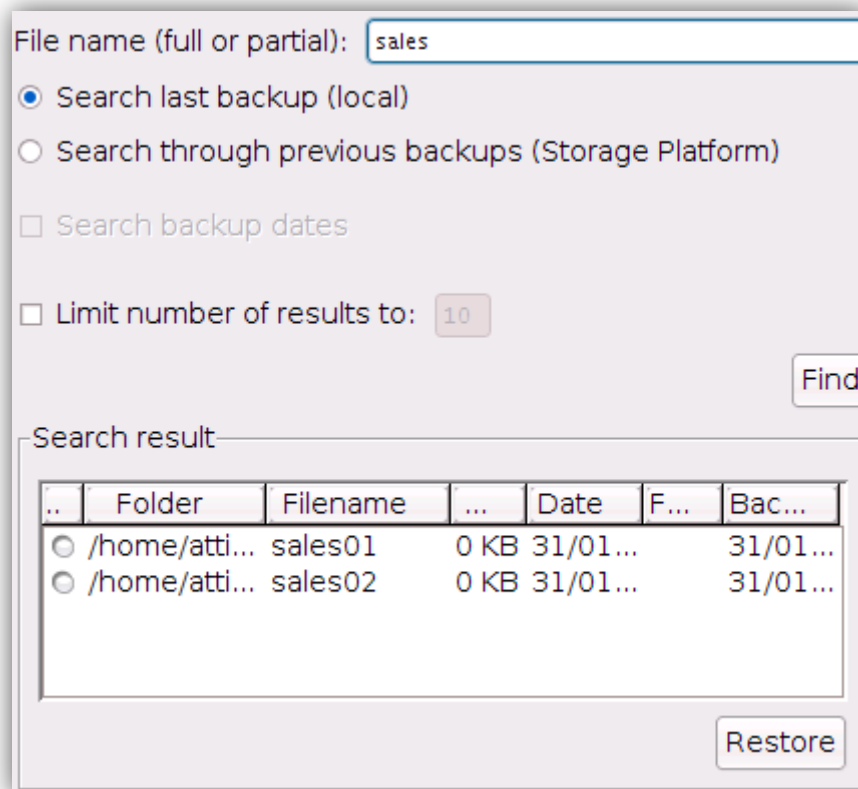 File name (full or partial): sales
Search last backup (local)
Search through previous backups (Storage Platform)
Search backup dates
Limit number of results to: 10
Find
Search result
.. Folder Filename ... Date F... Bac...
/home/atti... sales01 0 KB 31/01... 31/01...
/home/atti... sales02 0 KB 31/01... 31/01...
Restore